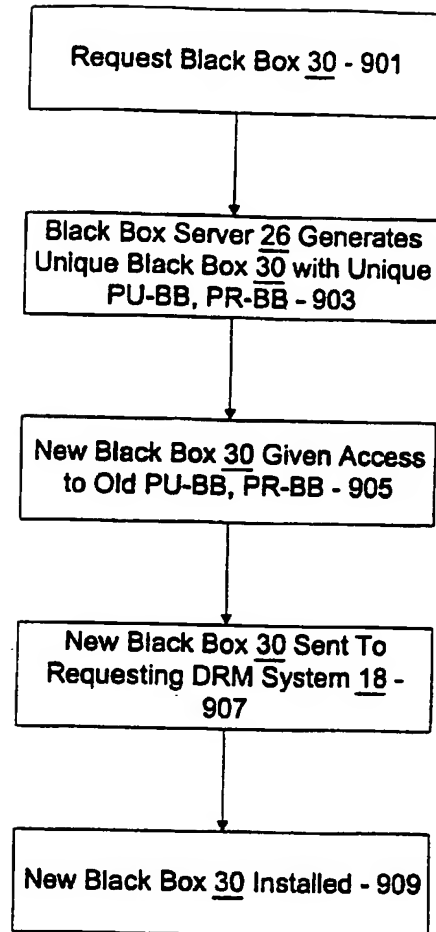 Request Black Box 30 - 901
Black Box Server 26 Generates
Unique Black Box 30 with Unique
PU-BB, PR-BB - 903
New Black Box 30 Given Access
to Old PU-BB, PR-BB - 905
New Black Box 30 Sent To
Requesting DRM System 18 -
907
New Black Box 30 Installed - 909